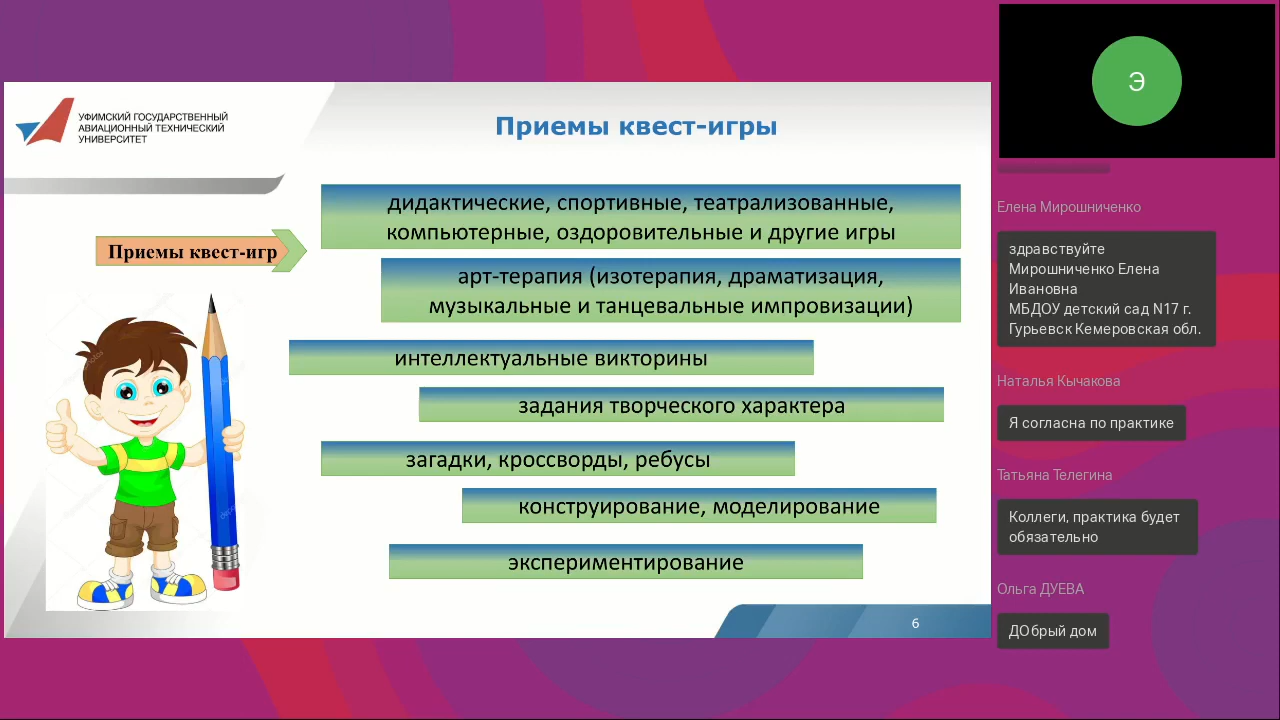 УФИМСКИЙ ГОСУДАРСТВЕННЫЙ
АВИАЦИОННЫЙ ТЕХНИЧЕСКИЙ
УНИВЕРСИТЕТ
Приемы квест-игры
Приемы квест-игр
дидактические, спортивные, театрализованные,
компьютерные, оздоровительные и другие игры
арт-терапия (изотерапия, драматизация,
музыкальные и танцевальные импровизации)
интеллектуальные викторины
задания творческого характера
загадки, кроссворды, ребусы
конструирование, моделирование
экспериментирование
6
Э
Елена Мирошниченко
здравствуйте
Мирошниченко Елена
Ивановна
МБДОУ детский сад N17 г.
Гурьевск Кемеровская обл.
Наталья Кычакова
Я согласна по практике
Татьяна Телегина
Коллеги, практика будет
обязательно
Ольга ДУЕВА
ДОбрый дом